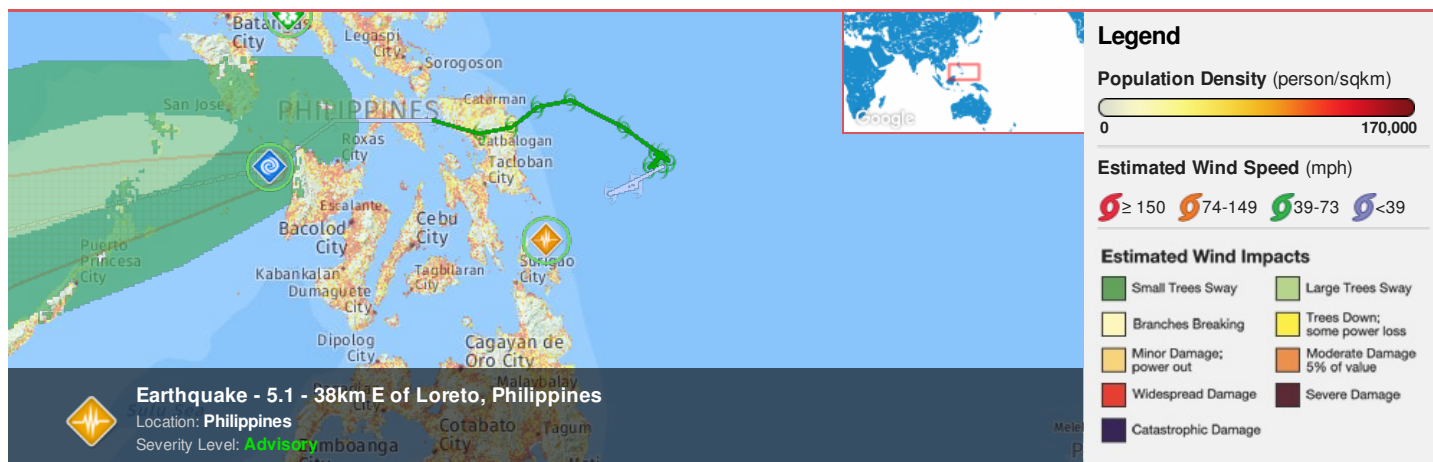 Batangas
City
Legaspi
City
Sorogoson
San Jose
PHILIPPINES
Catarman
Roxas
City
Catbalogan
Tacloban
City
Escalante
Bacolod
City
Cebu
City
Puerto
Princesa
City
Surigao
City
Kabankalan
Tagbilaran
City
Dumaguete
City
Dipolog
City
Cagayan de
Oro City
Malaybalay
City
Sulu Sea
Zamboanga
City
Cotabato
City
Tagum
Google
Earthquake - 5.1 - 38km E of Loreto, Philippines
Location: Philippines
Severity Level: Advisory
Legend
Population Density (person/sqkm)
0 170,000
Estimated Wind Speed (mph)
≥ 150 74-149 39-73 <39
Estimated Wind Impacts
Small Trees Sway
Large Trees Sway
Branches Breaking
Trees Down;
some power loss
Minor Damage;
power out
Moderate Damage
5% of value
Widespread Damage
Severe Damage
Catastrophic Damage